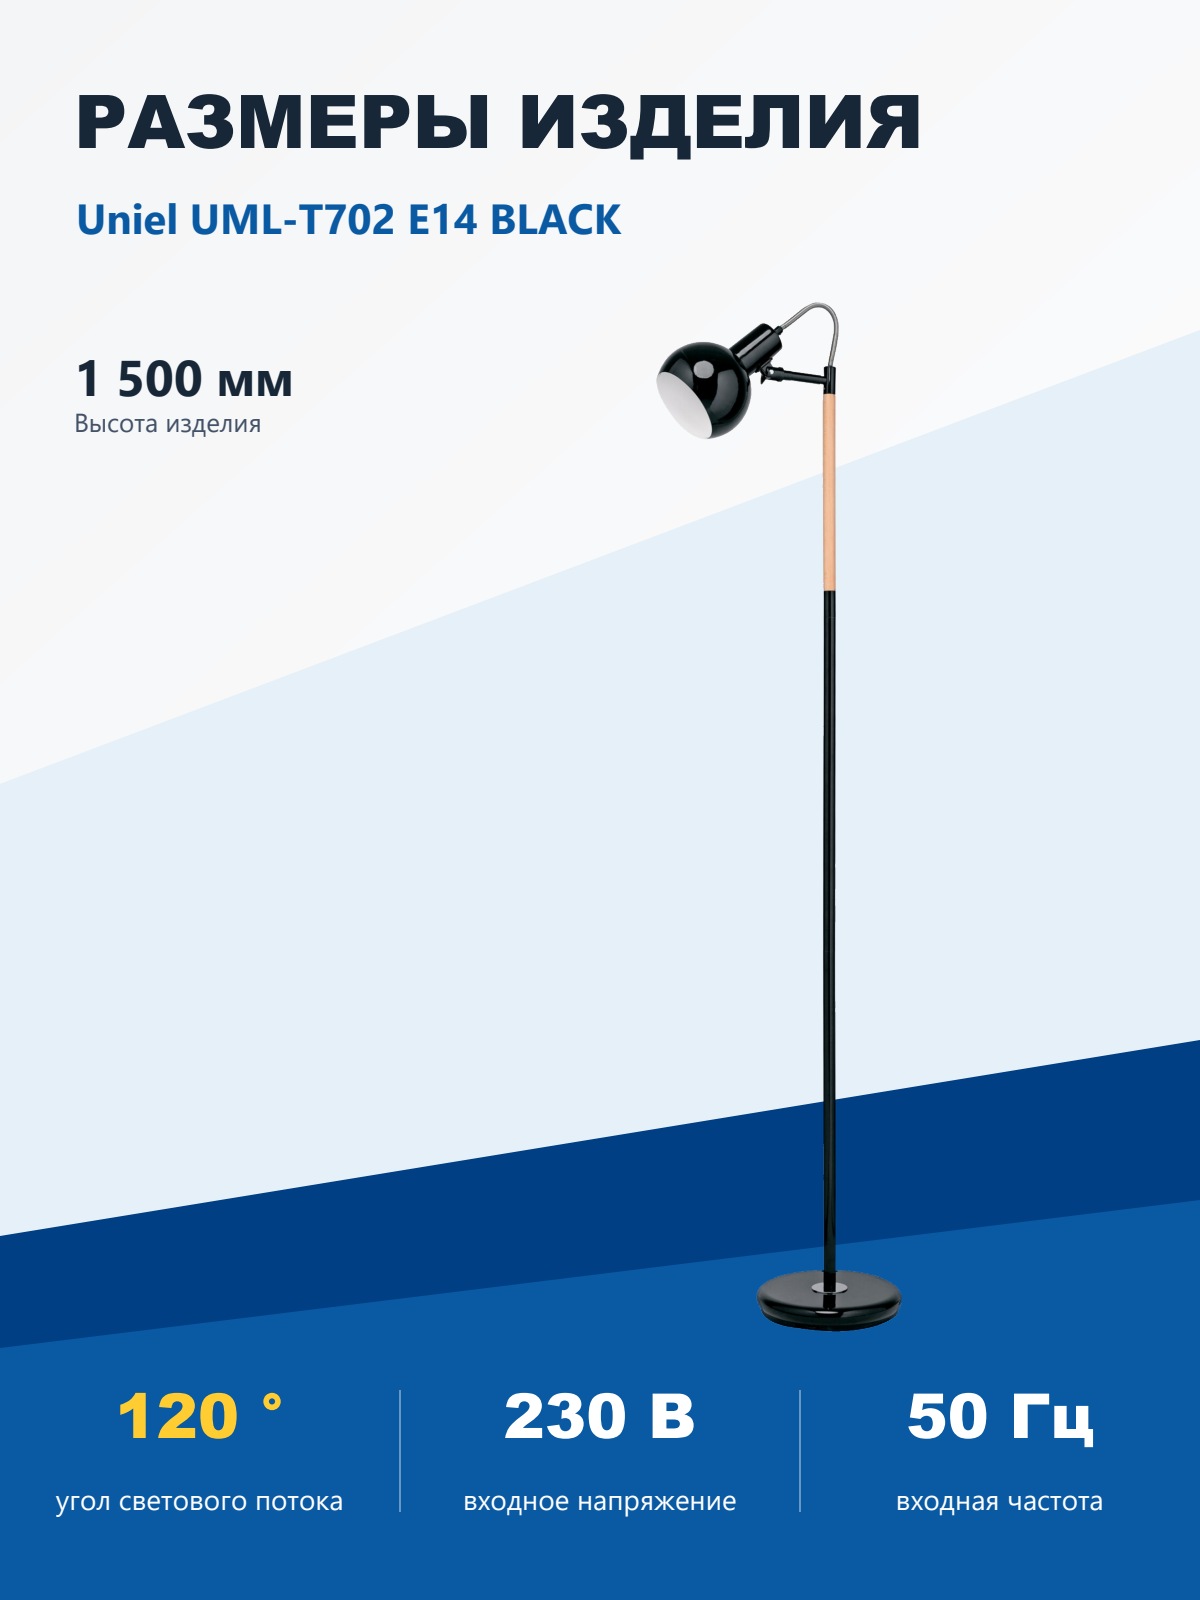 РАЗМЕРЫ ИЗДЕЛИЯ
Uniel UML-T702 E14 BLACK
1 500 мм
Высота изделия
120 °
угол светового потока
230 В
входное напряжение
50 Гц
входная частота